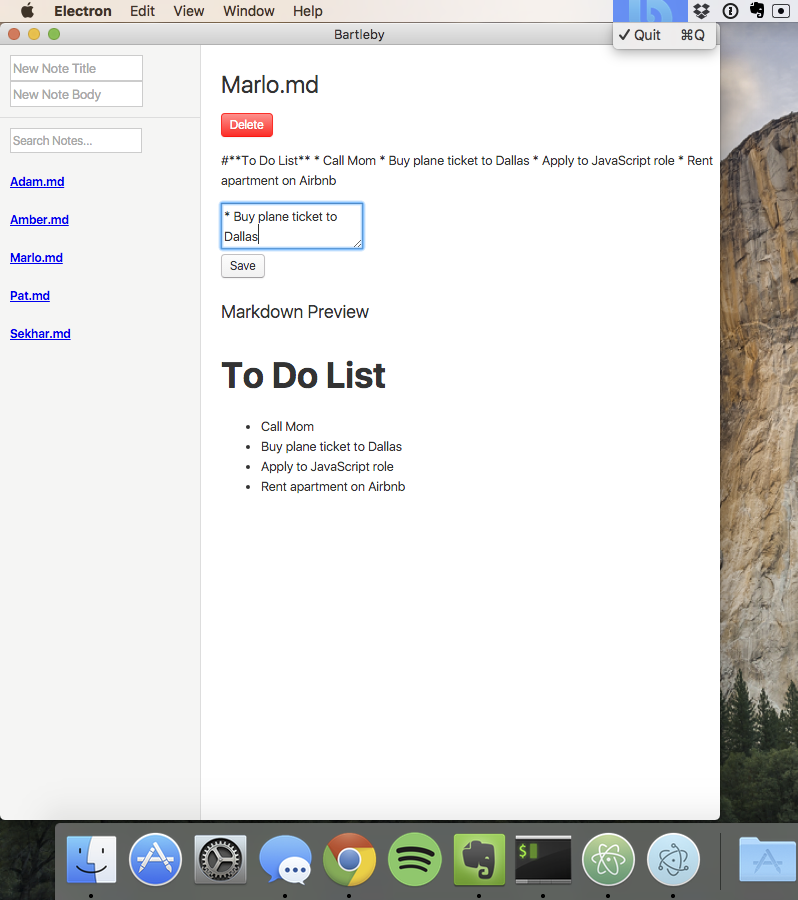 Electron Edit View Window Help
Bartleby
✓ Quit ⌘Q
New Note Title
New Note Body
Search Notes...
Adam.md
Amber.md
Marlo.md
Pat.md
Sekhar.md
Marlo.md
Delete
#**To Do List** * Call Mom * Buy plane ticket to Dallas * Apply to JavaScript role * Rent
apartment on Airbnb
* Buy plane ticket to
Dallas
Save
Markdown Preview
To Do List
• Call Mom
• Buy plane ticket to Dallas
• Apply to JavaScript role
• Rent apartment on Airbnb
$